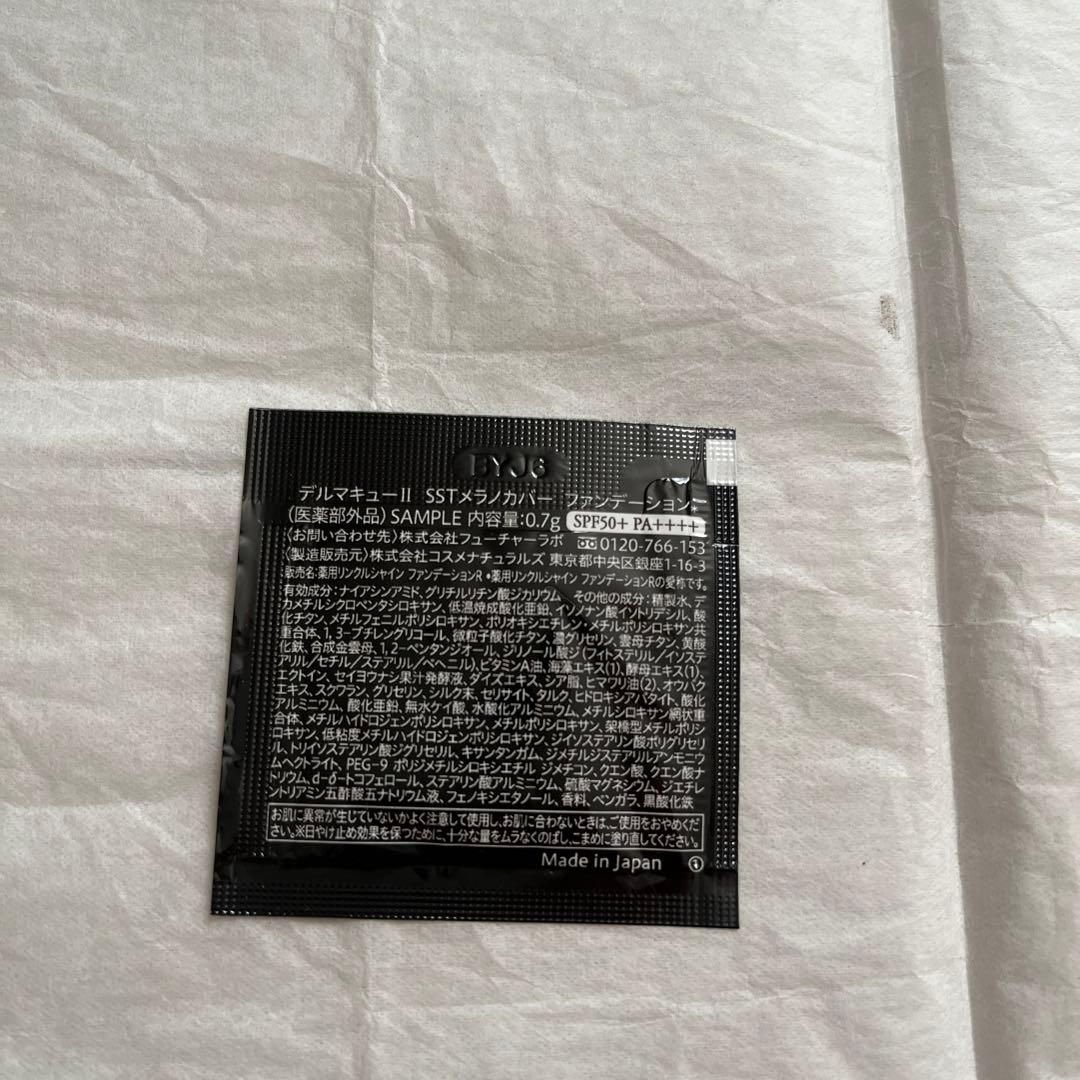 BYJ6
デルマキューII SSTメラノカバー ファンデーション
(医薬部外品) SAMPLE 内容量:0.7g SPF50+ PA++++
〈お問い合わせ先〉株式会社フューチャーラボ 0120-766-153
〈製造販売元〉株式会社コスメナチュラルズ 東京都中央区銀座1-16-3
販売名:薬用リンクルシャイン ファンデーションR •薬用リンクルシャイン ファンデーションRの愛称です。
有効成分:ナイアシンアミド、グリチルリチン酸ジカリウム その他の成分:精製水、デ
カメチルシクロペンタシロキサン、低温焼成酸化亜鉛、イソノナン酸イソトリデシル、酸
化チタン、メチルフェニルポリシロキサン、ポリオキシエチレン・メチルポリシロキサン共
重合体、1,3-ブチレングリコール、微粒子酸化チタン、濃グリセリン、雲母チタン、黄酸
化鉄、合成金雲母、1,2-ペンタンジオール、ジリノール酸ジ(フィトステリル/イソステ
アリル/セチル/ステアリル/ベヘニル)、ビタミンA油、海藻エキス(1)、酵母エキス(1)、
エクトイン、セイヨウナシ果汁発酵液、ダイズエキス、シア脂、ヒマワリ油(2)、オウバク
エキス、スクワラン、グリセリン、シルク末、セリサイト、タルク、ヒドロキシアパタイト、酸化
アルミニウム、酸化亜鉛、無水ケイ酸、水酸化アルミニウム、メチルシロキサン網状重
合体、メチルハイドロジェンポリシロキサン、メチルポリシロキサン、架橋型メチルポリシ
ロキサン、低粘度メチルハイドロジェンポリシロキサン、ジイソステアリン酸ポリグリセリ
ル、トリイソステアリン酸ジグリセリル、キサンタンガム、ジメチルジステアリルアンモニウ
ムヘクトライト、PEG-9 ポリジメチルシロキシエチル ジメチコン、クエン酸、クエン酸ナ
トリウム、d-δ-トコフェロール、ステアリン酸アルミニウム、硫酸マグネシウム、ジエチレ
ントリアミン五酢酸五ナトリウム液、フェノキシエタノール、香料、ベンガラ、黒酸化鉄
お肌に異常が生じていないかよく注意して使用し、お肌に合わないときは、ご使用をおやめくだ
さい。※日やけ止め効果を保つために、十分な量をムラなくのばし、こまめに塗り直してください。
Made in Japan ①